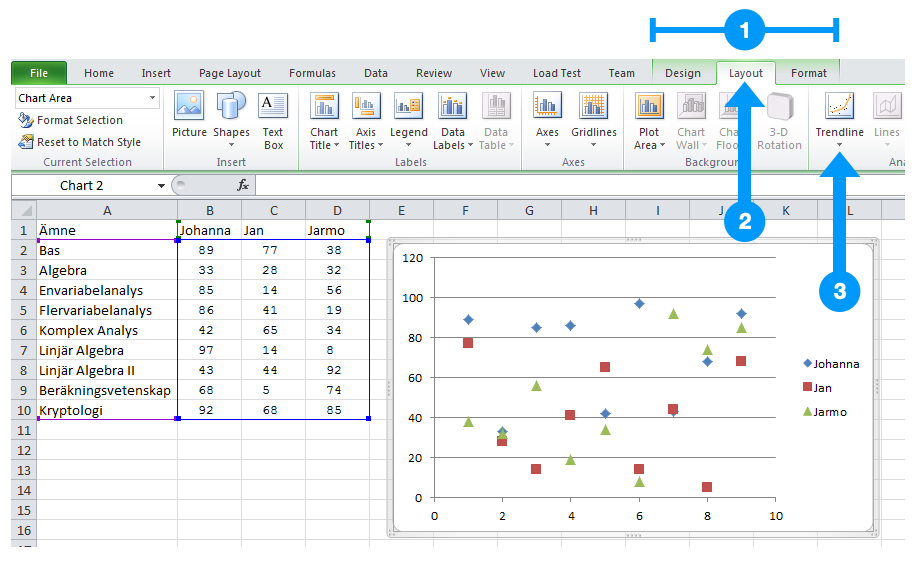 1
File Home Insert Page Layout Formulas Data Review View Load Test Team Design Layout Format
Chart Area
Format Selection
Reset to Match Style
Current Selection
Picture Shapes Text Box
Insert
Chart Title Axis Titles Legend Data Labels Data Table
Labels
Axes Gridlines
Axes
Plot Area Chart Wall Chart Floor 3-D Rotation
Background
Trendline Lines
Ana
2
3
Chart 2 fx
A B C D E F G H I J K L
1 Ämne Johanna Jan Jarmo
2 Bas 89 77 38
3 Algebra 33 28 32
4 Envariabelanalys 85 14 56
5 Flervariabelanalys 86 41 19
6 Komplex Analys 42 65 34
7 Linjär Algebra 97 14 8
8 Linjär Algebra II 43 44 92
9 Beräkningsvetenskap 68 5 74
10 Kryptologi 92 68 85
11
12
13
14
15
16
120
100
80
60
40
20
0
0 2 4 6 8 10
Johanna
Jan
Jarmo